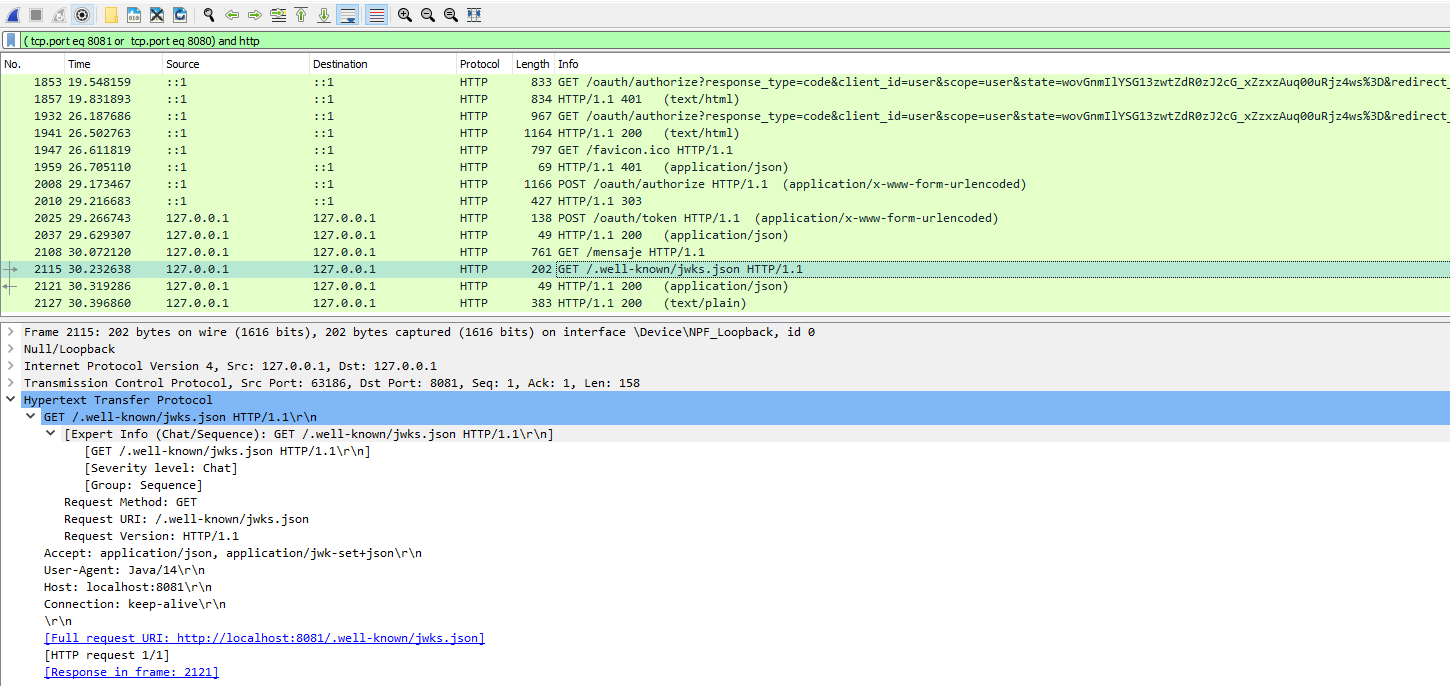 ( tcp.port eq 8081 or tcp.port eq 8080) and http
No. Time Source Destination Protocol Length Info
1853 19.548159 ::1 ::1 HTTP 833 GET /oauth/authorize?response_type=code&client_id=user&scope=user&state=wovGnmIlYSG13zwtZdR0zJ2cG_xZzxzAuq00uRjz4ws%3D&redirect_
1857 19.831893 ::1 ::1 HTTP 834 HTTP/1.1 401 (text/html)
1932 26.187686 ::1 ::1 HTTP 967 GET /oauth/authorize?response_type=code&client_id=user&scope=user&state=wovGnmIlYSG13zwtZdR0zJ2cG_xZzxzAuq00uRjz4ws%3D&redirect_
1941 26.502763 ::1 ::1 HTTP 1164 HTTP/1.1 200 (text/html)
1947 26.611819 ::1 ::1 HTTP 797 GET /favicon.ico HTTP/1.1
1959 26.705110 ::1 ::1 HTTP 69 HTTP/1.1 401 (application/json)
2008 29.173467 ::1 ::1 HTTP 1166 POST /oauth/authorize HTTP/1.1 (application/x-www-form-urlencoded)
2010 29.216683 ::1 ::1 HTTP 427 HTTP/1.1 303
2025 29.266743 127.0.0.1 127.0.0.1 HTTP 138 POST /oauth/token HTTP/1.1 (application/x-www-form-urlencoded)
2037 29.629307 127.0.0.1 127.0.0.1 HTTP 49 HTTP/1.1 200 (application/json)
2108 30.072120 127.0.0.1 127.0.0.1 HTTP 761 GET /mensaje HTTP/1.1
2115 30.232638 127.0.0.1 127.0.0.1 HTTP 202 GET /.well-known/jwks.json HTTP/1.1
2121 30.319286 127.0.0.1 127.0.0.1 HTTP 49 HTTP/1.1 200 (application/json)
2127 30.396860 127.0.0.1 127.0.0.1 HTTP 383 HTTP/1.1 200 (text/plain)
Frame 2115: 202 bytes on wire (1616 bits), 202 bytes captured (1616 bits) on interface \Device\NPF_Loopback, id 0
Null/Loopback
Internet Protocol Version 4, Src: 127.0.0.1, Dst: 127.0.0.1
Transmission Control Protocol, Src Port: 63186, Dst Port: 8081, Seq: 1, Ack: 1, Len: 158
Hypertext Transfer Protocol
GET /.well-known/jwks.json HTTP/1.1\r\n
[Expert Info (Chat/Sequence): GET /.well-known/jwks.json HTTP/1.1\r\n]
[GET /.well-known/jwks.json HTTP/1.1\r\n]
[Severity level: Chat]
[Group: Sequence]
Request Method: GET
Request URI: /.well-known/jwks.json
Request Version: HTTP/1.1
Accept: application/json, application/jwk-set+json\r\n
User-Agent: Java/14\r\n
Host: localhost:8081\r\n
Connection: keep-alive\r\n
\r\n
[Full request URI: http://localhost:8081/.well-known/jwks.json]
[HTTP request 1/1]
[Response in frame: 2121]